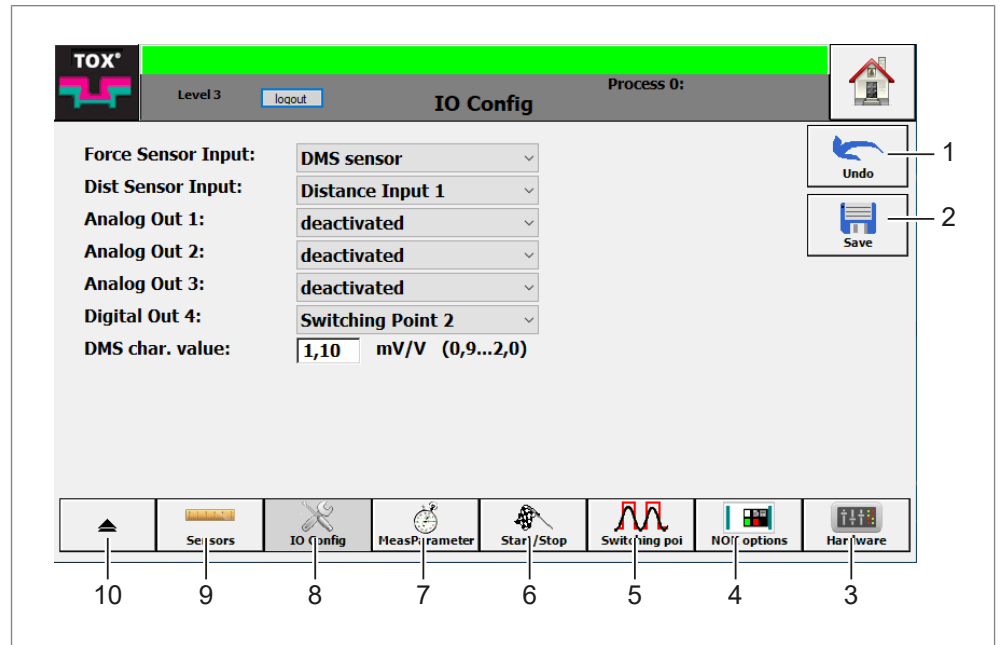 TOX®
Level 3 logout IO Config Process 0:
Force Sensor Input: DMS sensor
Dist Sensor Input: Distance Input 1
Analog Out 1: deactivated
Analog Out 2: deactivated
Analog Out 3: deactivated
Digital Out 4: Switching Point 2
DMS char. value: 1,10 mV/V (0,9...2,0)
Undo 1
Save 2
Sensors IO Config MeasParameter Start/Stop Switching poi NOK options Hardware
10 9 8 7 6 5 4 3